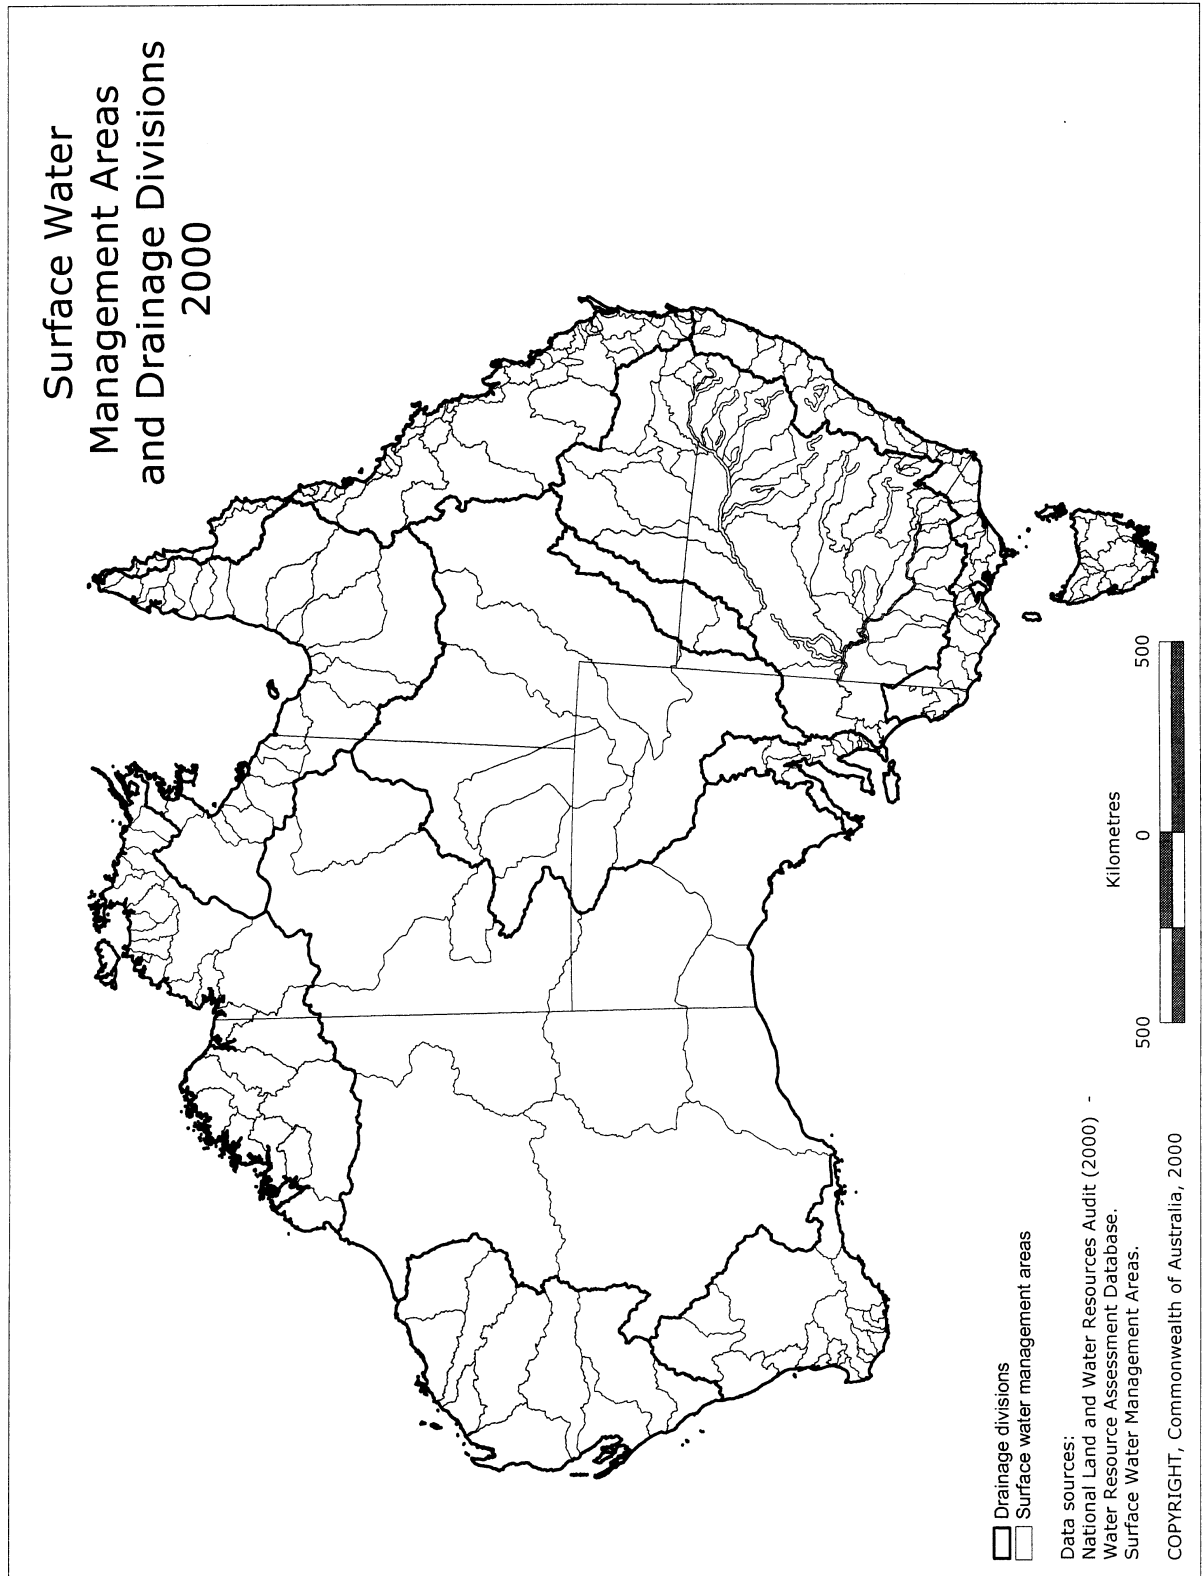 Surface Water
Management Areas
and Drainage Divisions
2000
Drainage divisions
Surface water management areas
Data sources:
National Land and Water Resources Audit (2000) -
Water Resource Assessment Database.
Surface Water Management Areas.
COPYRIGHT, Commonwealth of Australia, 2000
500 0 500
Kilometres